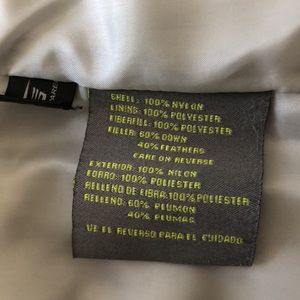 SHELL: 100% NYLON
LINING: 100% POLYESTER
FIBERFILL: 100% POLYESTER
FILLER: 60% DOWN
40% FEATHERS
CARE ON REVERSE
EXTERIOR: 100% NILON
FORRO: 100% POLIESTER
RELLENO DE FIBRA: 100% POLIESTER
RELLENO: 60% PLUMON
40% PLUMAS
VE EL REVERSO PARA EL CUIDADO